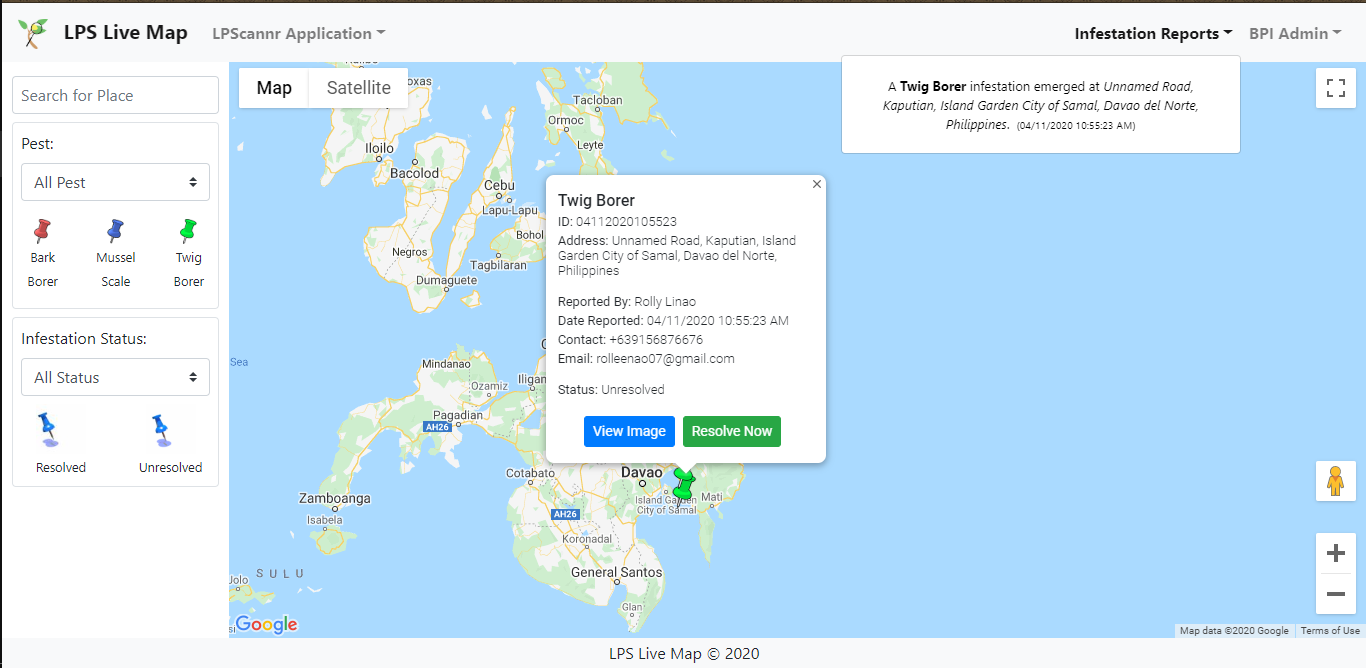 LPS Live Map
LPScannr Application
Infestation Reports
BPI Admin
Search for Place
Pest:
All Pest
Bark
Borer
Mussel
Scale
Twig
Borer
Infestation Status:
All Status
Resolved
Unresolved
Map
Satellite
A Twig Borer infestation emerged at Unnamed Road,
Kaputian, Island Garden City of Samal, Davao del Norte,
Philippines. (04/11/2020 10:55:23 AM)
oxas
Tacloban
Ormoc
Leyte
Iloilo
Bacolod
Cebu
Lapu-Lapu
Bohol
Negros
Tagbilaran
Dumaguete
Twig Borer
ID: 04112020105523
Address: Unnamed Road, Kaputian, Island
Garden City of Samal, Davao del Norte,
Philippines
Reported By: Rolly Linao
Date Reported: 04/11/2020 10:55:23 AM
Contact: +639156876676
Email: rolleenao07@gmail.com
Status: Unresolved
View Image
Resolve Now
Sea
Mindanao
Ozamiz
Iligan
Pagadian
AH26
Cotabato
Davao
Island Garden
City of Samal
Mati
Zamboanga
Isabela
AH26
Koronadal
General Santos
Jolo
SULU
Glan
si
Google
Map data ©2020 Google
Terms of Use
LPS Live Map © 2020